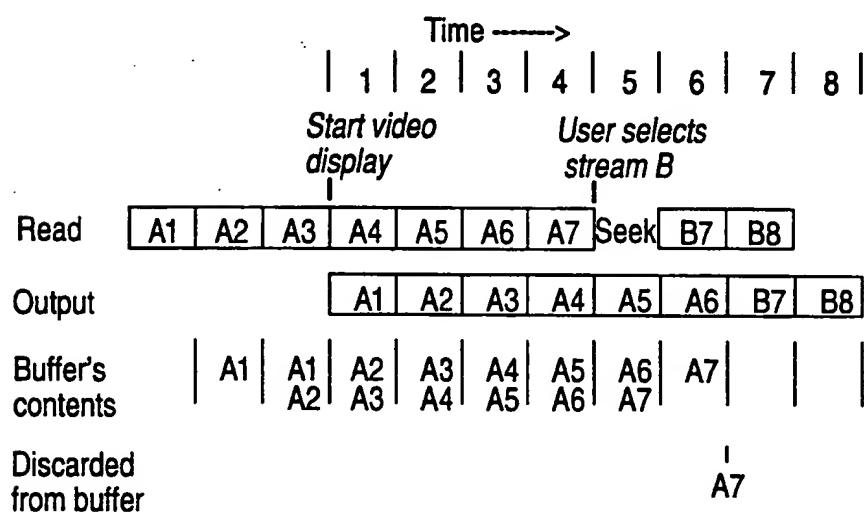 Time ------>
1 2 3 4 5 6 7 8
Start video User selects
display stream B
Read A1 A2 A3 A4 A5 A6 A7 Seek B7 B8
Output A1 A2 A3 A4 A5 A6 B7 B8
Buffer's A1 A1 A2 A3 A4 A5 A6 A7
contents A2 A3 A4 A5 A6 A7
Discarded
from buffer A7